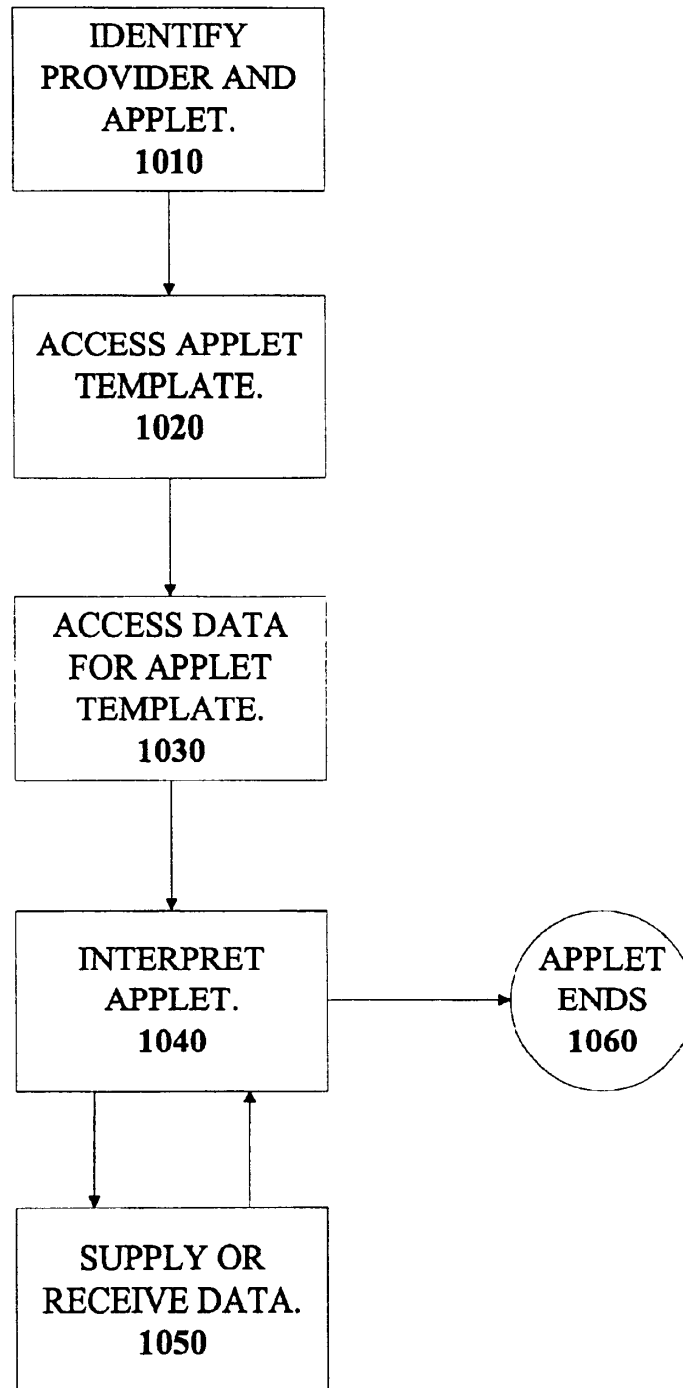 IDENTIFY
PROVIDER AND
APPLET.
1010
ACCESS APPLET
TEMPLATE.
1020
ACCESS DATA
FOR APPLET
TEMPLATE.
1030
INTERPRET
APPLET.
1040
APPLET
ENDS
1060
SUPPLY OR
RECEIVE DATA.
1050